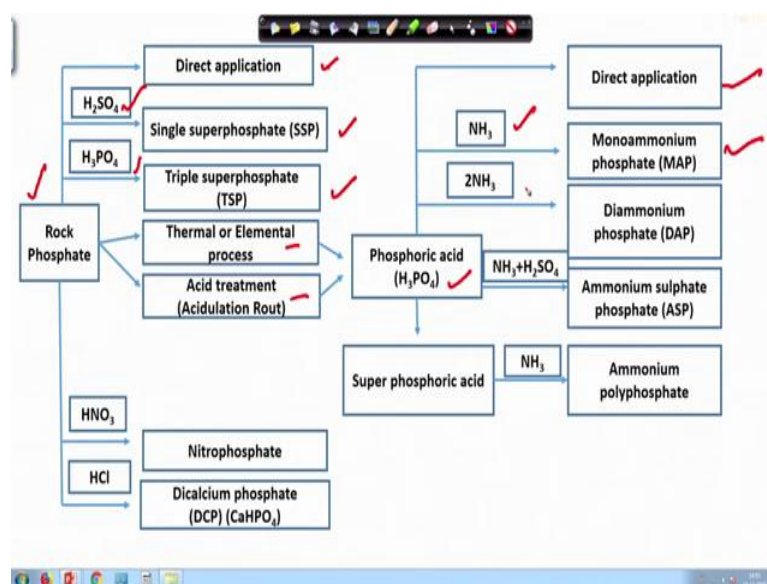 Direct application
H₂SO₄
Single superphosphate (SSP)
H₃PO₄
Triple superphosphate
(TSP)
Rock
Phosphate
Thermal or Elemental
process
Acid treatment
(Acidulation Rout)
HNO₃
Nitrophosphate
HCl
Dicalcium phosphate
(DCP) (CaHPO₄)
Phosphoric acid
(H₃PO₄)
Direct application
NH₃
Monoammonium
phosphate (MAP)
2NH₃
Diammonium
phosphate (DAP)
NH₃+H₂SO₄
Ammonium sulphate
phosphate (ASP)
Super phosphoric acid
NH₃
Ammonium
polyphosphate